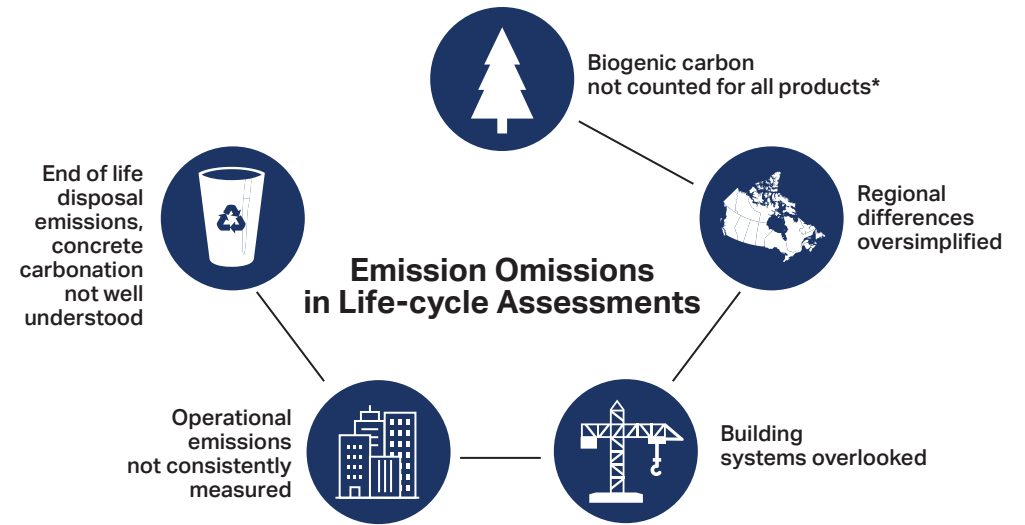 Biogenic carbon
not counted for all products*
Regional
differences
oversimplified
End of life
disposal
emissions,
concrete
carbonation
not well
understood
Emission Omissions
in Life-cycle Assessments
Operational
emissions
not consistently
measured
Building
systems overlooked